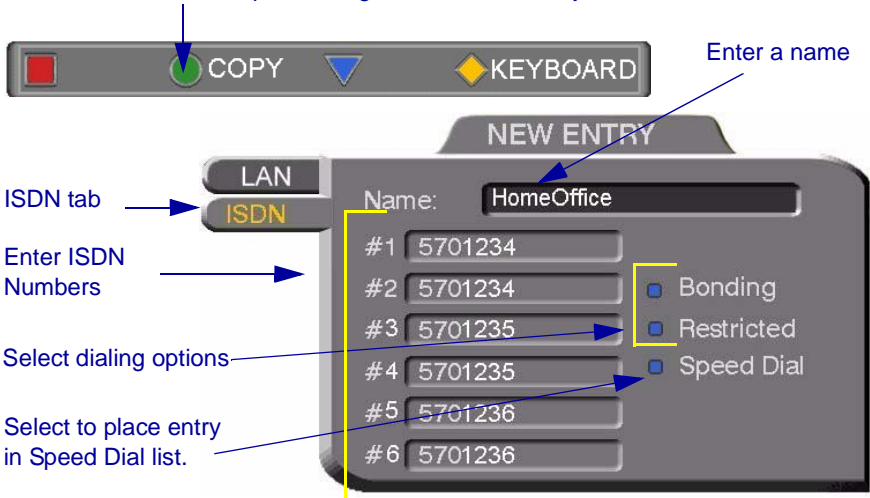 COPY KEYBOARD
Enter a name
NEW ENTRY
LAN
ISDN
ISDN tab
Name: HomeOffice
#1 5701234
Enter ISDN
Numbers
#2 5701234
Bonding
#3 5701235
Restricted
Select dialing options
#4 5701235
Speed Dial
#5 5701236
Select to place entry
in Speed Dial list.
#6 5701236